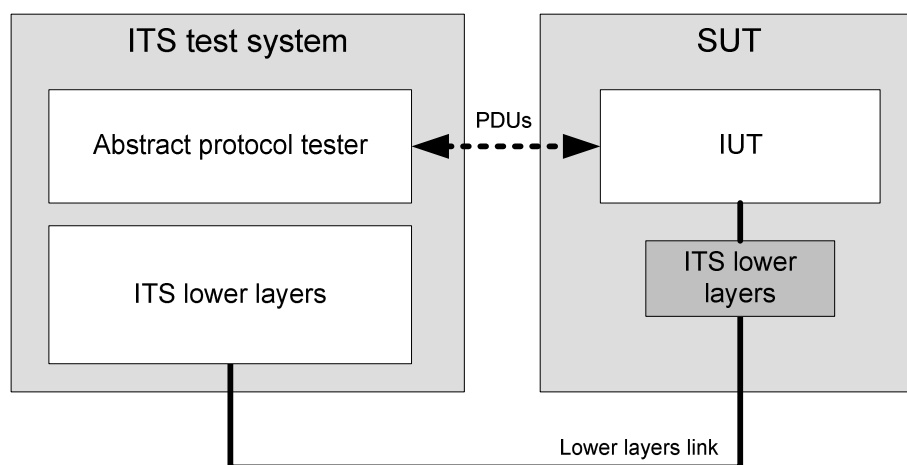 ITS test system
SUT
Abstract protocol tester
PDUs
IUT
ITS lower layers
ITS lower
layers
Lower layers link